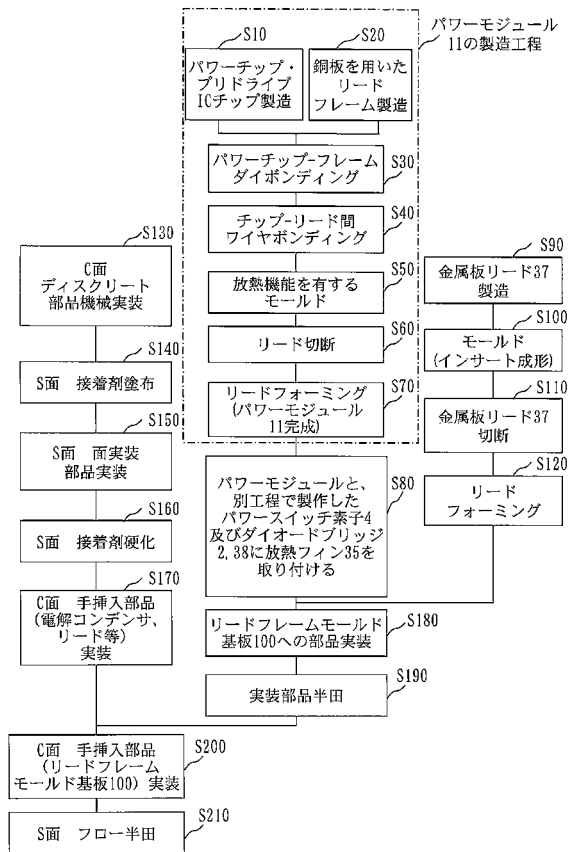 パワーモジュール
11の製造工程
S10
パワーチップ・
プリドライブ
ICチップ製造
S20
銅板を用いた
リード
フレーム製造
S30
パワーチップ-フレーム
ダイボンディング
S40
チップ-リード間
ワイヤボンディング
S50
放熱機能を有する
モールド
S60
リード切断
S70
リードフォーミング
(パワーモジュール
11完成)
S80
パワーモジュールと、
別工程で製作した
パワースイッチ素子4
及びダイオードブリッジ
2,38に放熱フィン35を
取り付ける
S90
金属板リード37
製造
S100
モールド
(インサート成形)
S110
金属板リード37
切断
S120
リード
フォーミング
S130
C面
ディスクリート
部品機械実装
S140
S面 接着剤塗布
S150
S面 面実装
部品実装
S160
S面 接着剤硬化
S170
C面 手挿入部品
(電解コンデンサ、
リード等)
実装
S180
リードフレームモールド
基板100への部品実装
S190
実装部品半田
S200
C面 手挿入部品
(リードフレーム
モールド基板100) 実装
S210
S面 フロー半田